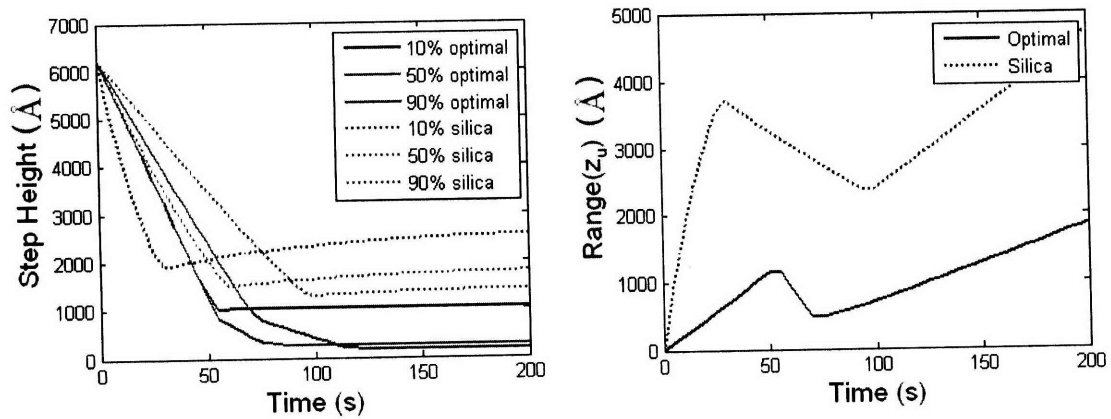 7000
6000
5000
4000
3000
2000
1000
0
Step Height (Å)
0 50 100 150 200
Time (s)
10% optimal
50% optimal
90% optimal
10% silica
50% silica
90% silica
5000
4000
3000
2000
1000
0
Range(zu) (Å)
0 50 100 150 200
Time (s)
Optimal
Silica